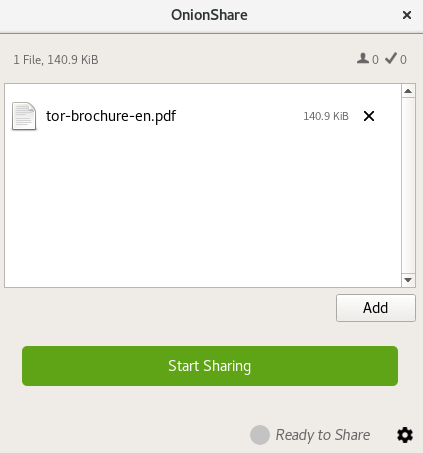 OnionShare
1 File, 140.9 KiB
0
0
tor-brochure-en.pdf
140.9 KiB
Add
Start Sharing
Ready to Share